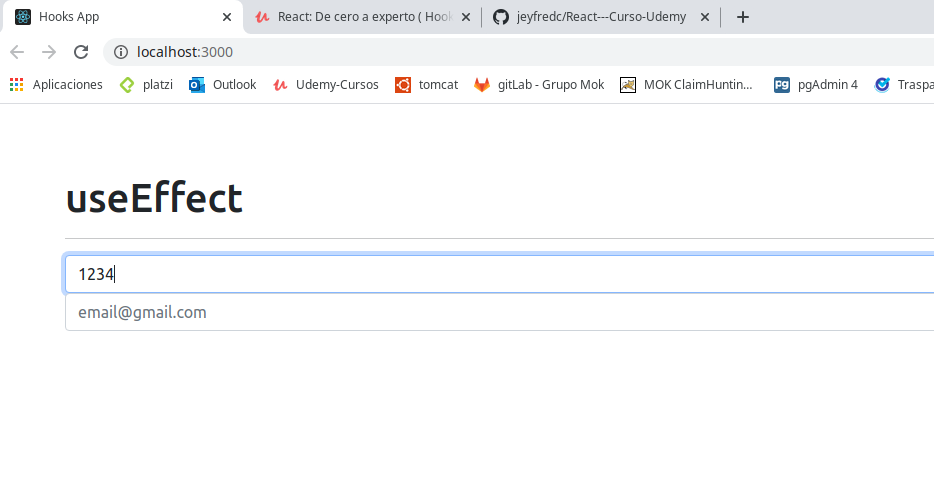 Hooks App React: De cero a experto ( Hook jeyfredc/React---Curso-Udemy
localhost:3000
Aplicaciones platzi Outlook Udemy-Cursos tomcat gitLab - Grupo Mok MOK ClaimHuntin... pgAdmin 4 Traspa
useEffect
1234
email@gmail.com